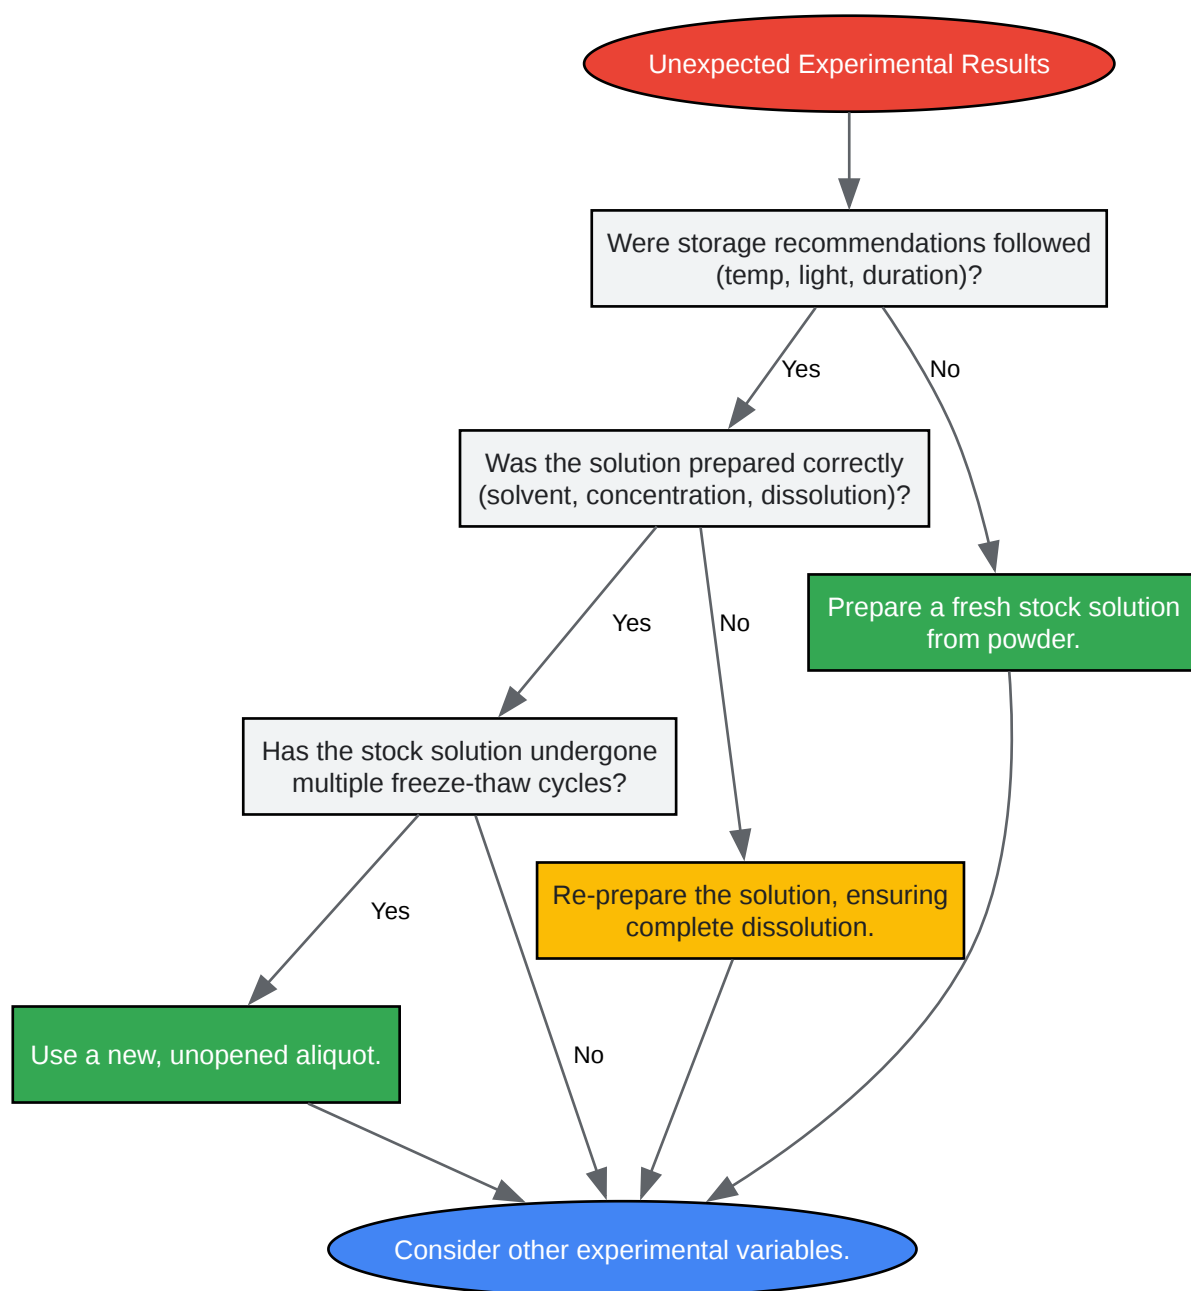 Unexpected Experimental Results
Were storage recommendations followed
(temp, light, duration)?
Yes
No
Was the solution prepared correctly
(solvent, concentration, dissolution)?
Yes
No
Prepare a fresh stock solution
from powder.
Has the stock solution undergone
multiple freeze-thaw cycles?
Re-prepare the solution, ensuring
complete dissolution.
Yes
Use a new, unopened aliquot.
No
Consider other experimental variables.